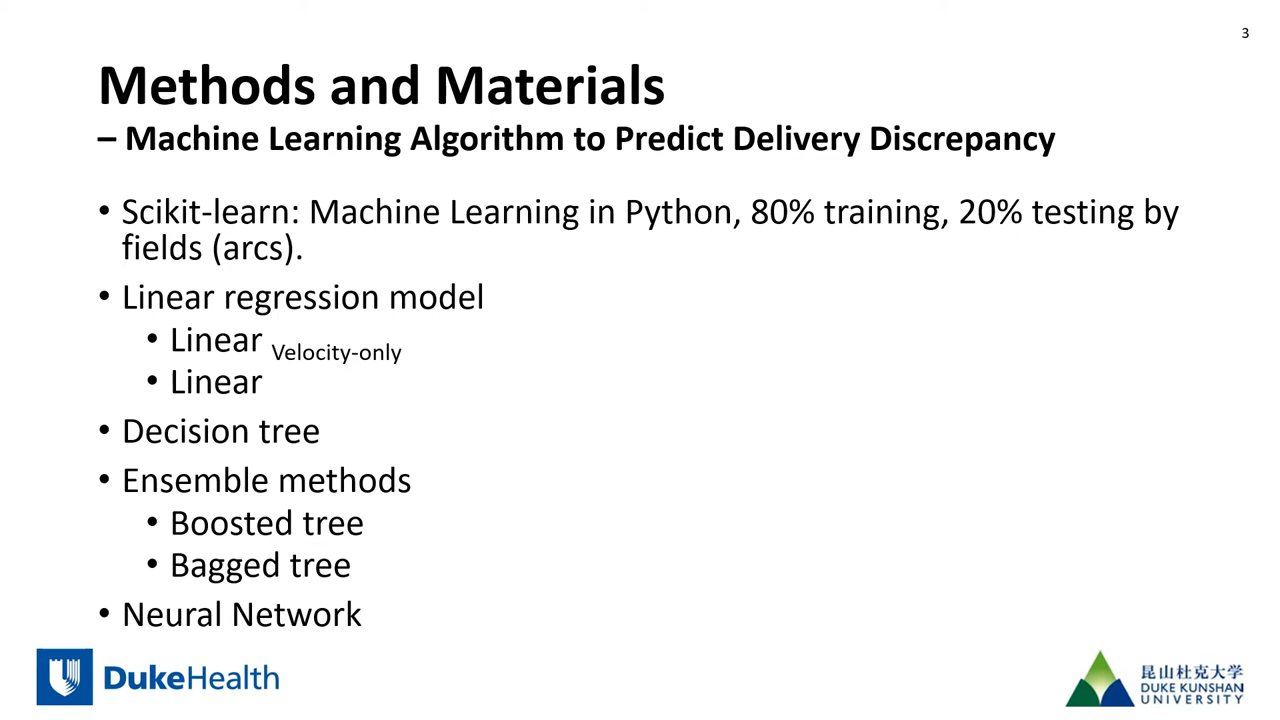 3
Methods and Materials
– Machine Learning Algorithm to Predict Delivery Discrepancy
• Scikit-learn: Machine Learning in Python, 80% training, 20% testing by
fields (arcs).
• Linear regression model
• Linear Velocity-only
• Linear
• Decision tree
• Ensemble methods
• Boosted tree
• Bagged tree
• Neural Network
DukeHealth
昆山杜克大学
DUKE KUNSHAN
UNIVERSITY